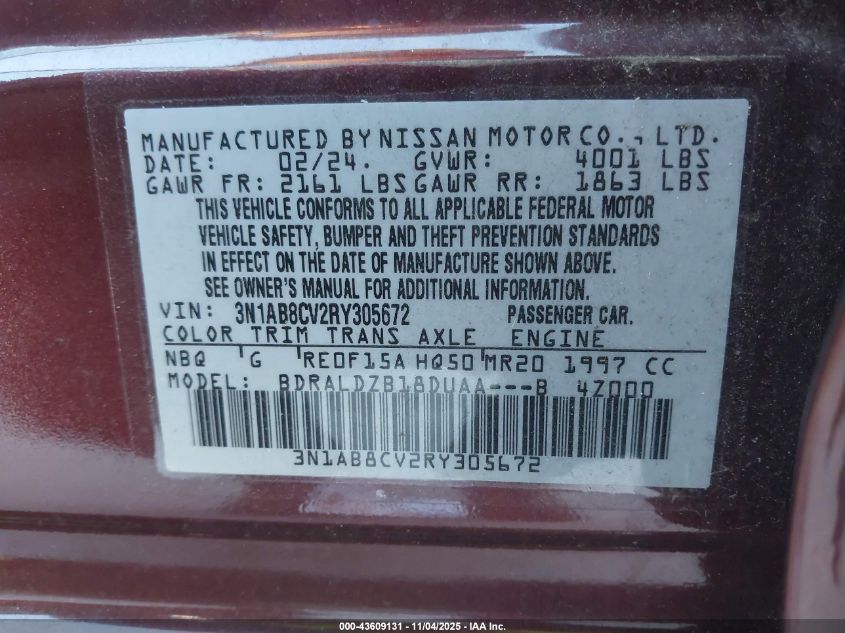 MANUFACTURED BY NISSAN MOTOR CO., LTD.
DATE: 02/24. GVWR: 4001 LBS
GAWR FR: 2161 LBS GAWR RR: 1863 LBS
THIS VEHICLE CONFORMS TO ALL APPLICABLE FEDERAL MOTOR
VEHICLE SAFETY, BUMPER AND THEFT PREVENTION STANDARDS
IN EFFECT ON THE DATE OF MANUFACTURE SHOWN ABOVE.
SEE OWNER'S MANUAL FOR ADDITIONAL INFORMATION.
VIN: 3N1AB8CV2RY305672 PASSENGER CAR.
COLOR TRIM TRANS AXLE ENGINE
NBQ G RE0F15A HQ50 MR20 1997 CC
MODEL: BDRALDZB18DUAA---B 4Z000
3N1AB8CV2RY305672
000-43609131 - 11/04/2025 - IAA Inc.